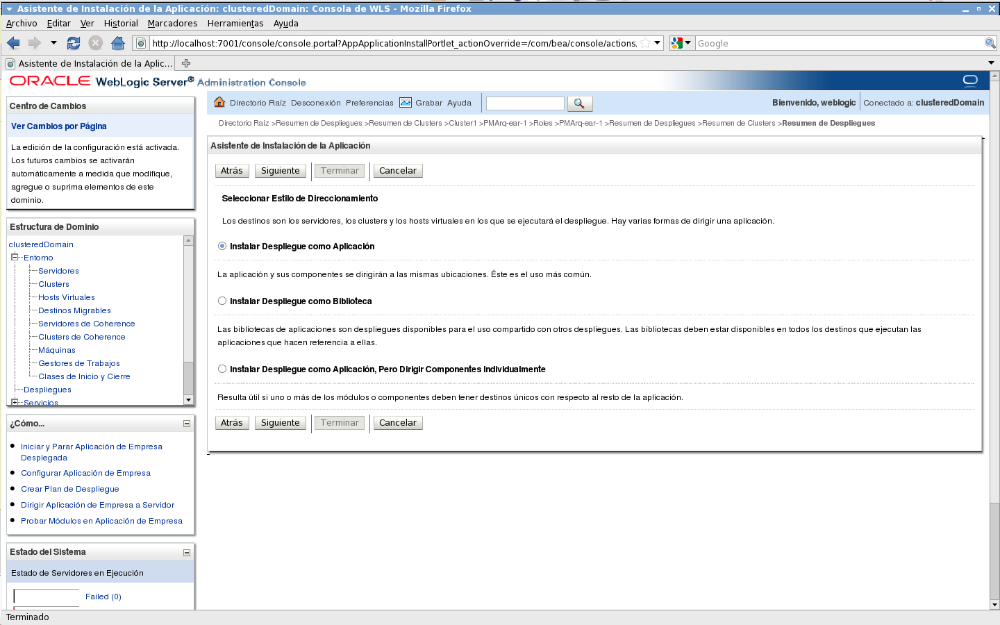 Asistente de Instalación de la Aplicación: clusteredDomain: Consola de WLS - Mozilla Firefox
Archivo Editar Ver Historial Marcadores Herramientas Ayuda
http://localhost:7001/console/console.portal?AppApplicationInstallPortlet_actionOverride=/com/bea/console/actions,
Google
Asistente de Instalación de la Aplic...
ORACLE WebLogic Server® Administration Console
Centro de Cambios
Ver Cambios por Página
La edición de la configuración está activada.
Los futuros cambios se activarán
automáticamente a medida que modifique,
agregue o suprima elementos de este
dominio.
Estructura de Dominio
clusteredDomain
Entorno
Servidores
Clusters
Hosts Virtuales
Destinos Migrables
Servidores de Coherence
Clusters de Coherence
Máquinas
Gestores de Trabajos
Clases de Inicio y Cierre
Despliegues
Servicios
¿Cómo...
Iniciar y Parar Aplicación de Empresa
Desplegada
Configurar Aplicación de Empresa
Crear Plan de Despliegue
Dirigir Aplicación de Empresa a Servidor
Probar Módulos en Aplicación de Empresa
Estado del Sistema
Estado de Servidores en Ejecución
Failed (0)
Directorio Raíz Desconexión Preferencias Grabar Ayuda
Bienvenido, weblogic Conectado a: clusteredDomain
Directorio Raíz >Resumen de Despliegues >Resumen de Clusters >Cluster1 >PMArq-ear-1 >Roles >PMArq-ear-1 >Resumen de Despliegues >Resumen de Clusters >Resumen de Despliegues
Asistente de Instalación de la Aplicación
Atrás Siguiente Terminar Cancelar
Seleccionar Estilo de Direccionamiento
Los destinos son los servidores, los clusters y los hosts virtuales en los que se ejecutará el despliegue. Hay varias formas de dirigir una aplicación.
Instalar Despliegue como Aplicación
La aplicación y sus componentes se dirigirán a las mismas ubicaciones. Éste es el uso más común.
Instalar Despliegue como Biblioteca
Las bibliotecas de aplicaciones son despliegues disponibles para el uso compartido con otros despliegues. Las bibliotecas deben estar disponibles en todos los destinos que ejecutan las
aplicaciones que hacen referencia a ellas.
Instalar Despliegue como Aplicación, Pero Dirigir Componentes Individualmente
Resulta útil si uno o más de los módulos o componentes deben tener destinos únicos con respecto al resto de la aplicación.
Atrás Siguiente Terminar Cancelar
Terminado